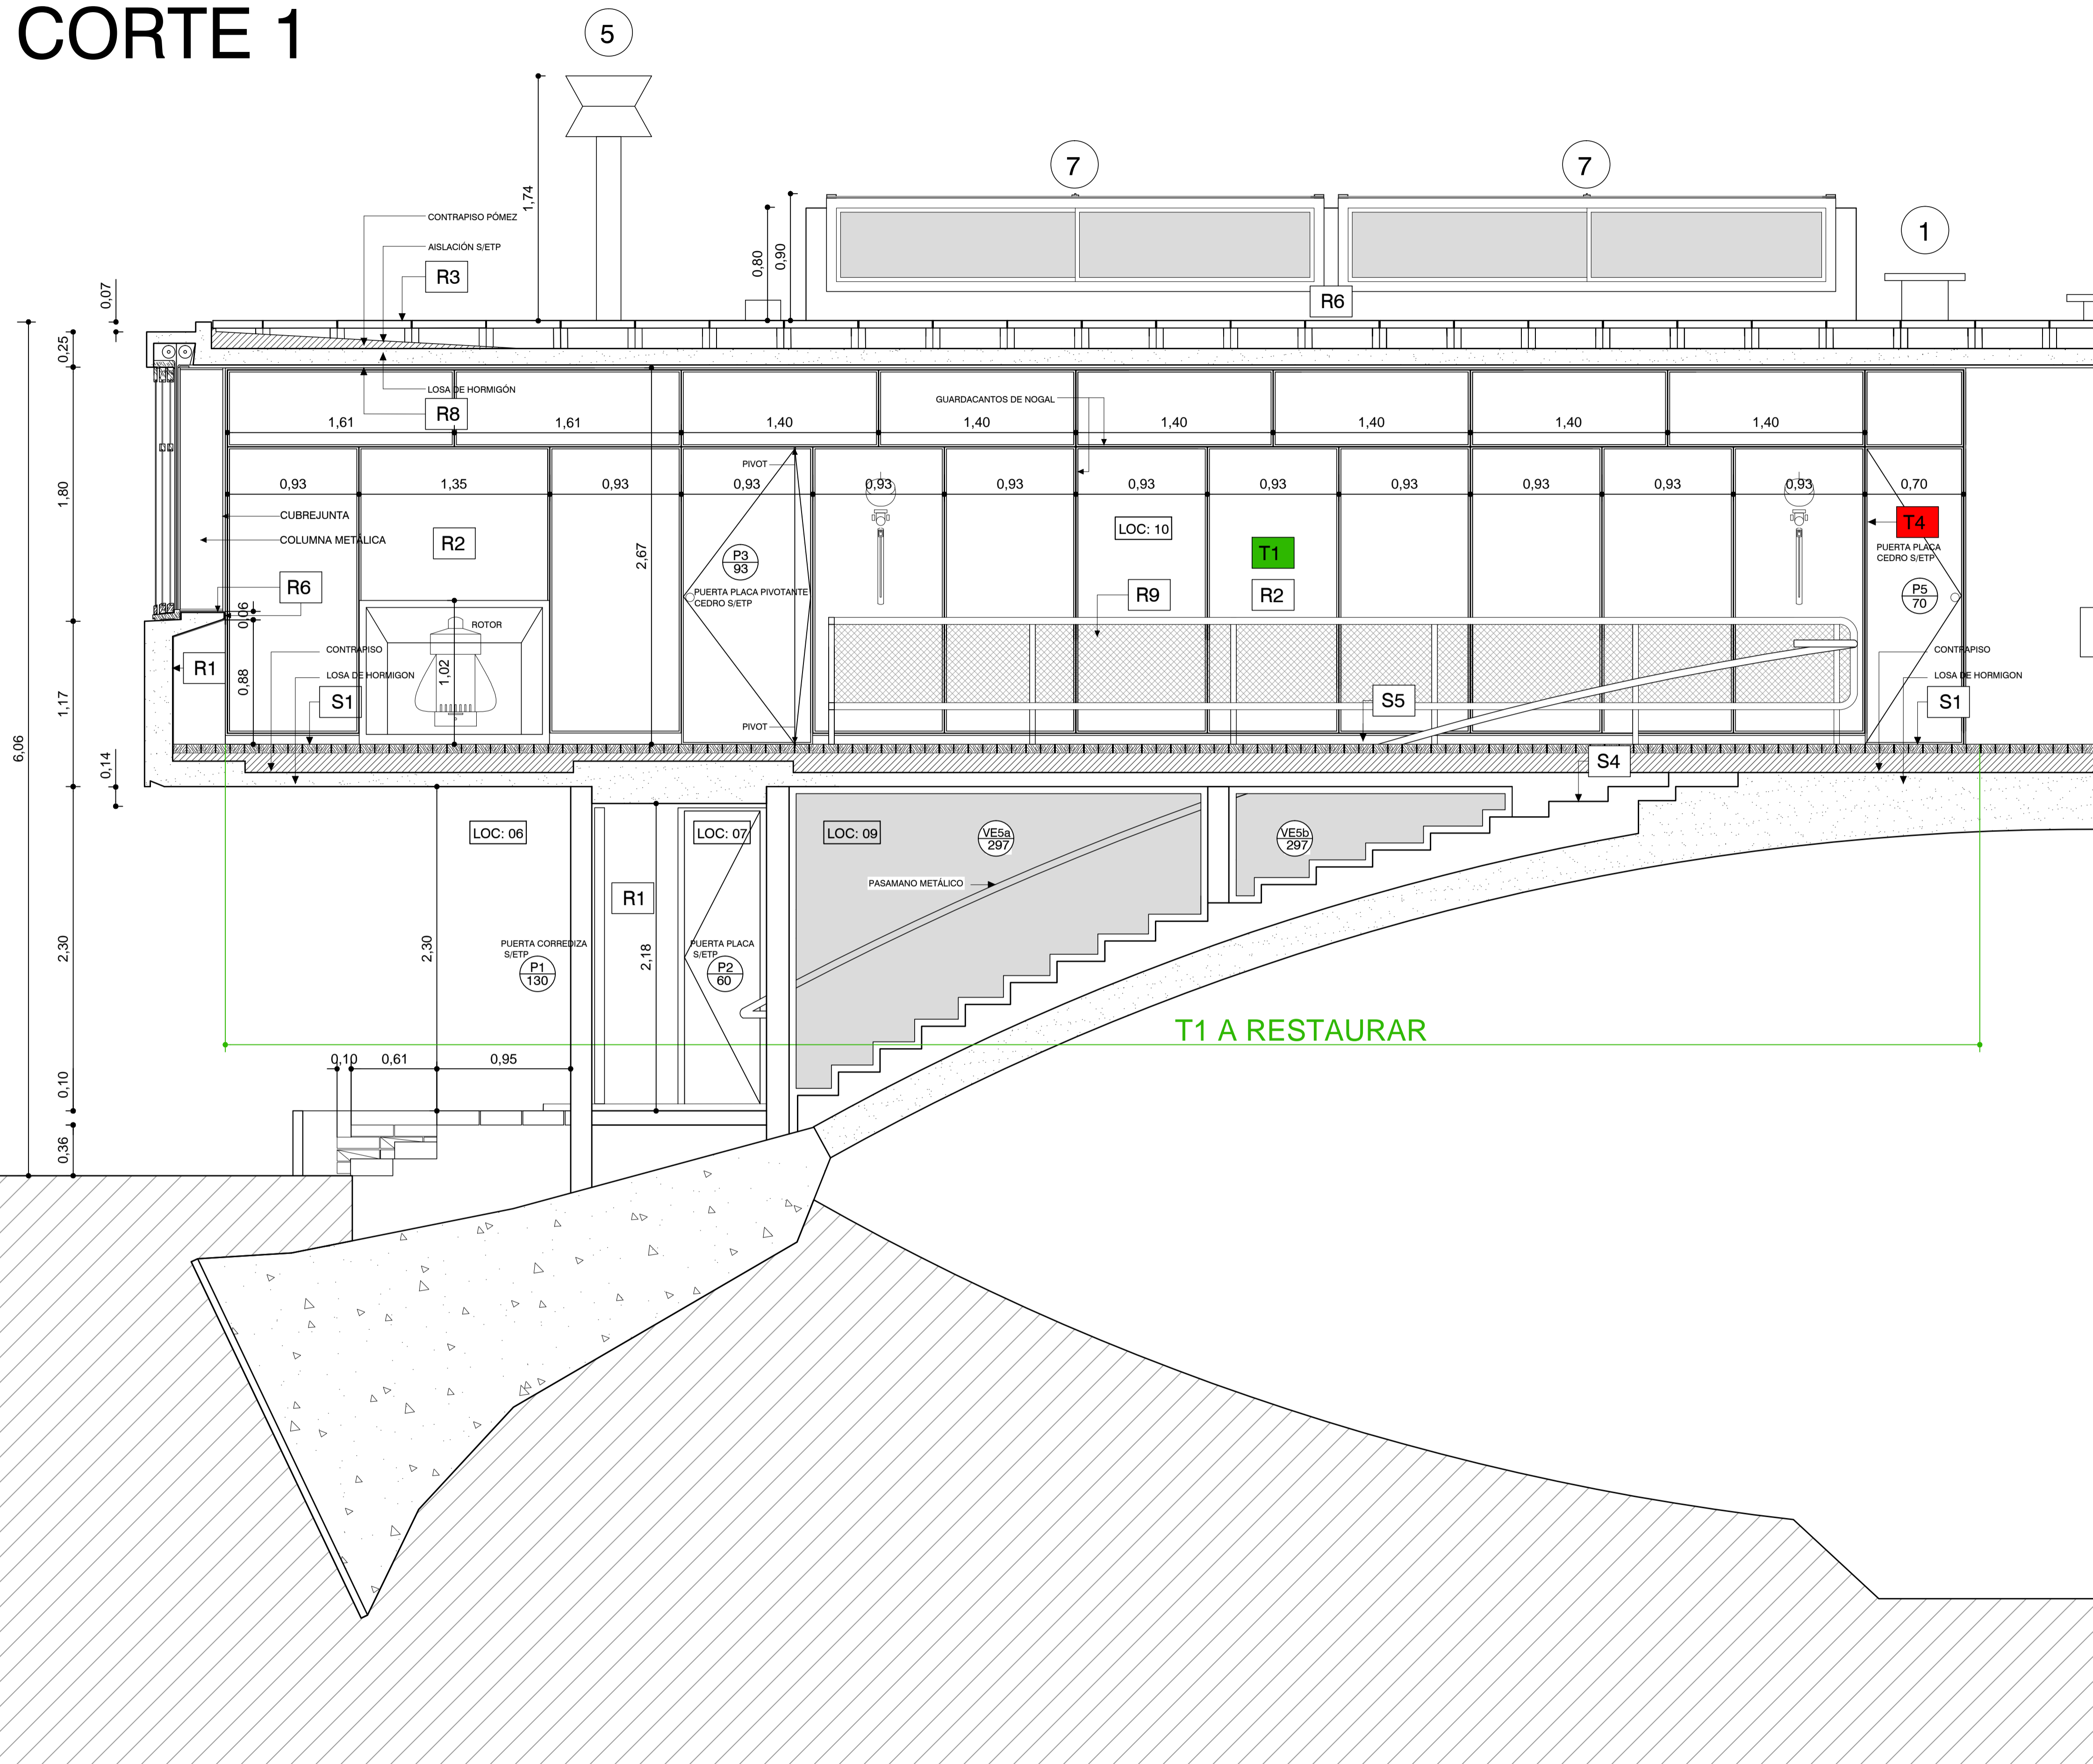 CORTE 1
5
7
7
1
1,74
CONTRAPISO PÓMEZ
AISLACIÓN S/ETP
R3
0,80
0,90
R6
0,07
0,25
LOSA DE HORMIGÓN
R8
GUARDACANTOS DE NOGAL
1,61
1,61
1,40
1,40
1,40
1,40
1,40
1,40
PIVOT
0,93
1,35
0,93
0,93
0,93
0,93
0,93
0,93
0,93
0,93
0,93
0,93
0,70
1,80
CUBREJUNTA
COLUMNA METÁLICA
R2
2,67
LOC: 10
T1
T4
PUERTA PLACA
CEDRO S/ETP
P3
93
PUERTA PLACA PIVOTANTE
CEDRO S/ETP
R6
R9
R2
P5
70
0,06
ROTOR
CONTRAPISO
R1
0,88
1,02
LOSA DE HORMIGON
S1
1,17
CONTRAPISO
LOSA DE HORMIGON
S5
S1
PIVOT
6,06
0,14
S4
LOC: 06
LOC: 07
LOC: 09
VE5a
297
VE5b
297
R1
PASAMANO METÁLICO
2,30
2,30
PUERTA CORREDIZA
S/ETP
P1
130
2,18
PUERTA PLACA
S/ETP
P2
60
T1 A RESTAURAR
0,10
0,61
0,95
0,10
0,36